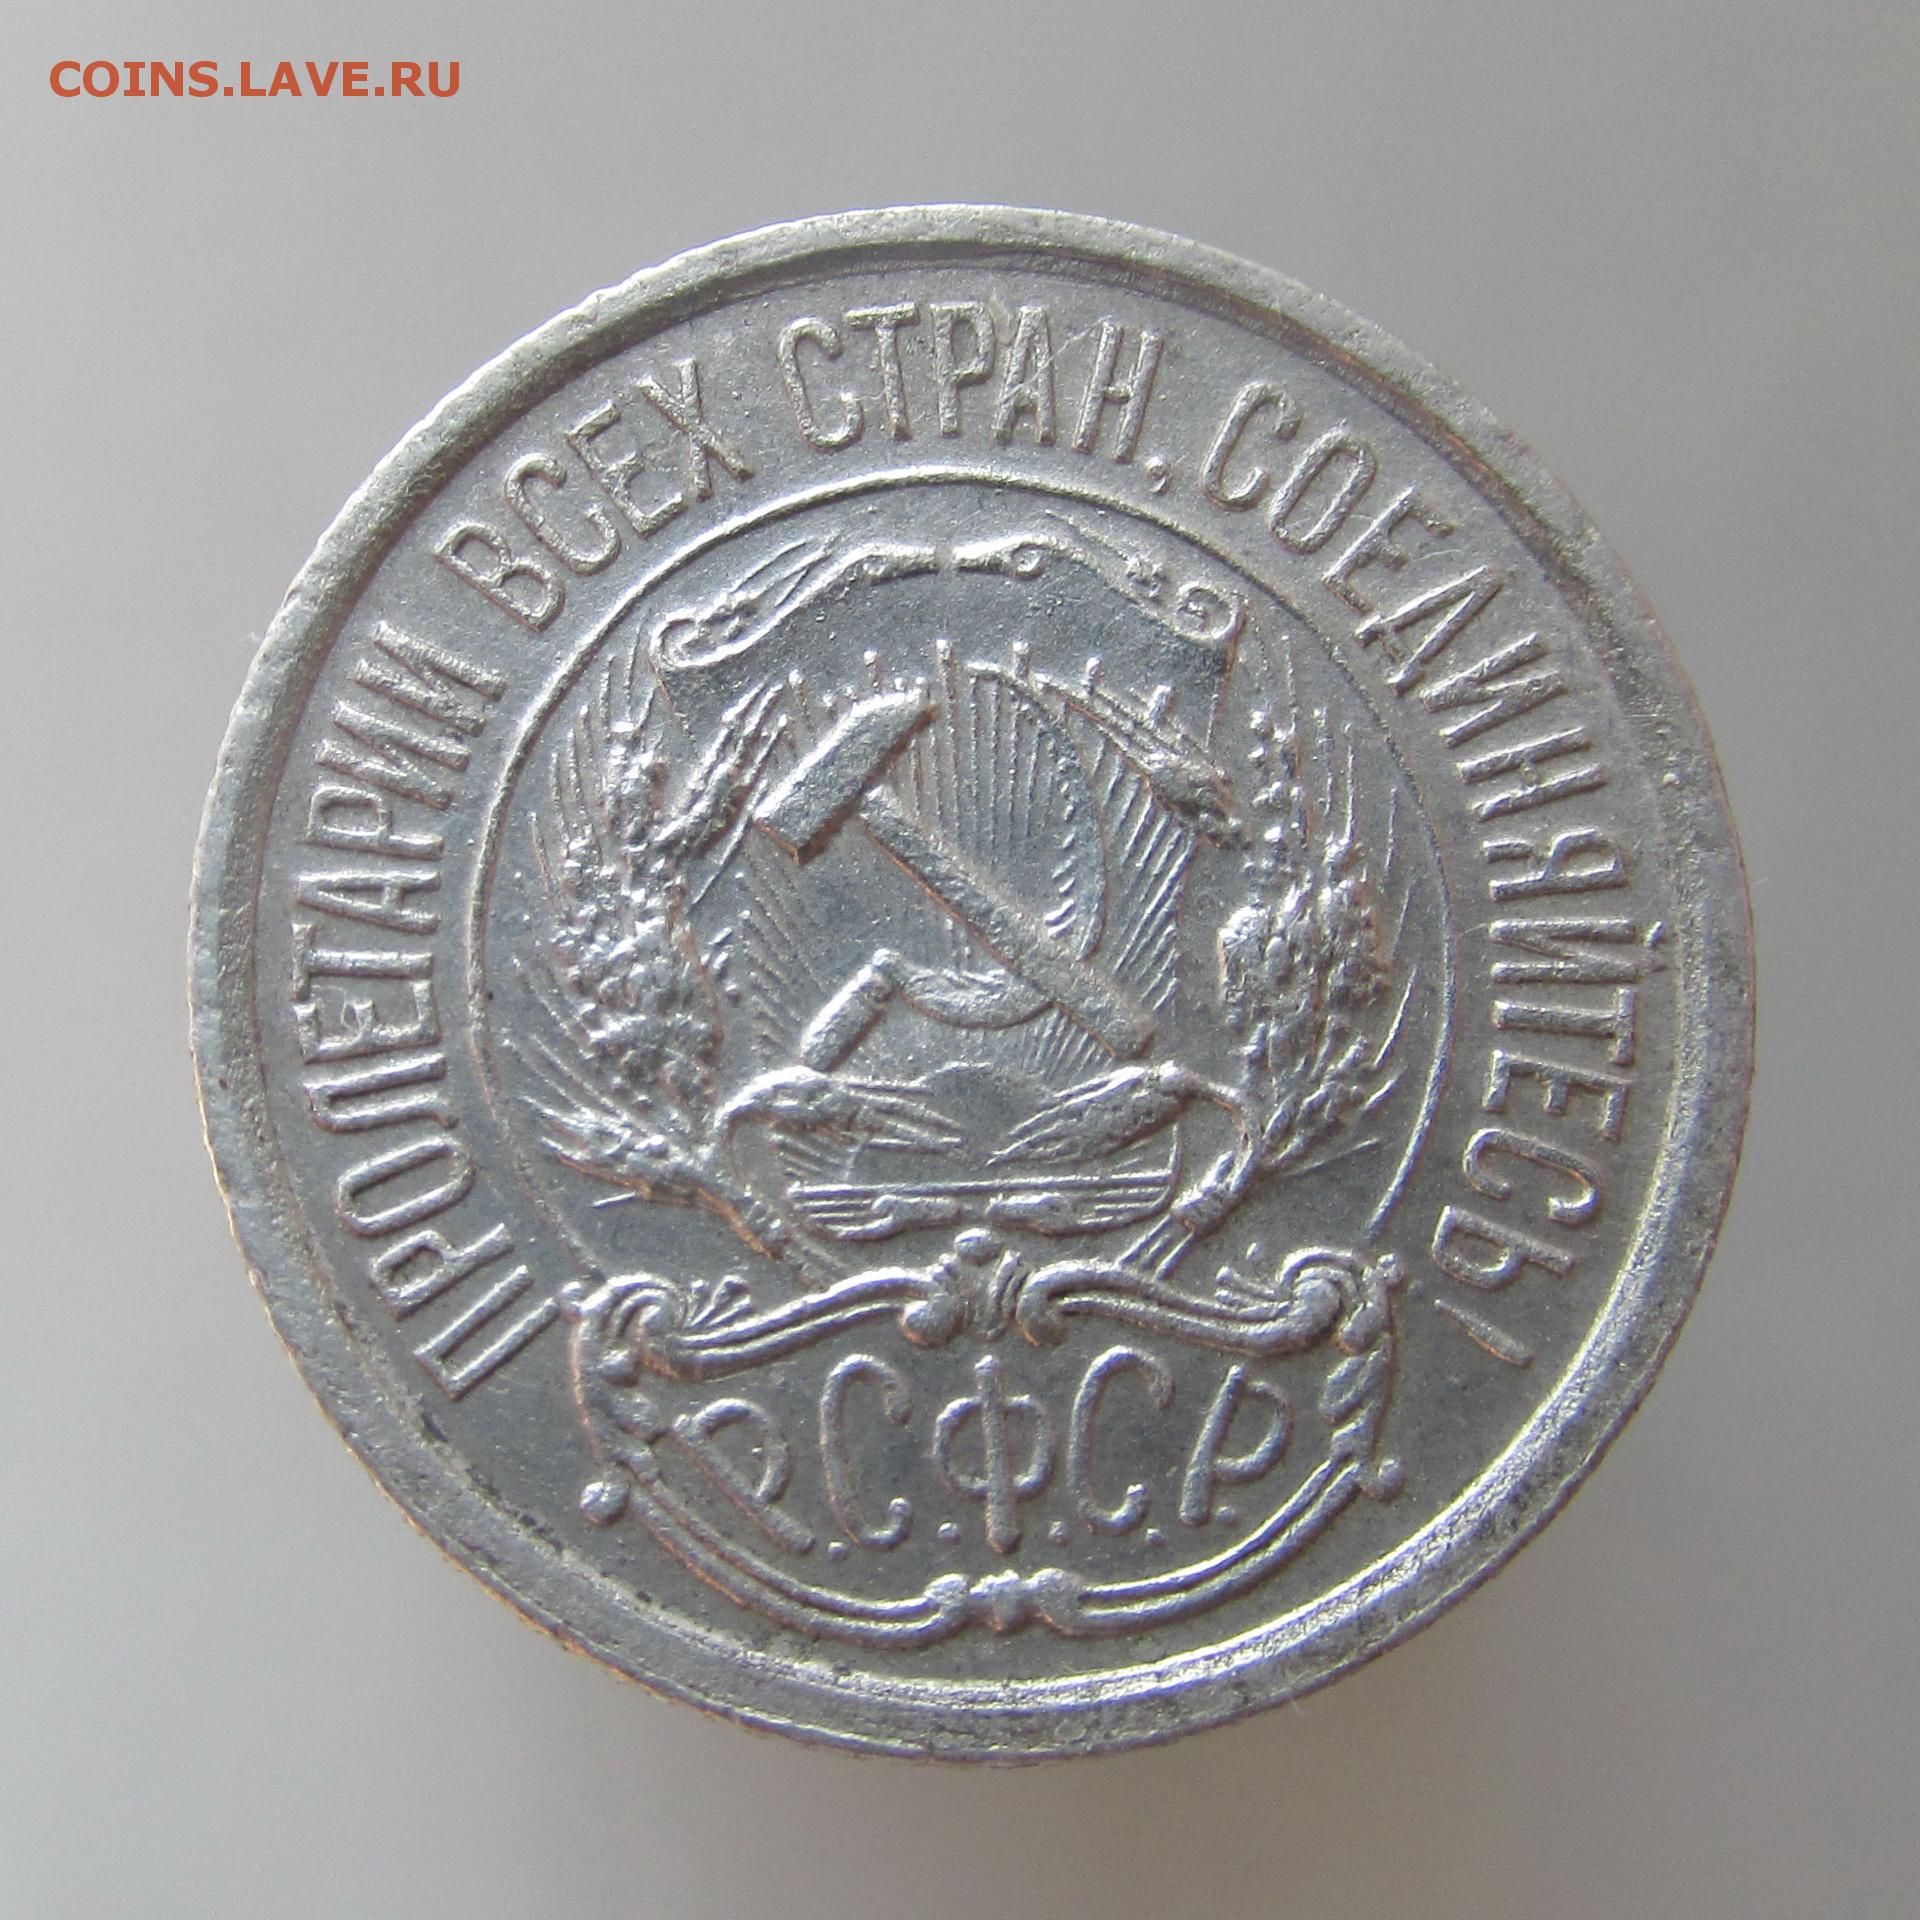 COINS.LAVE.RU
ПРОЛЕТАРИИ ВСЕХ СТРАН, СОЕДИНЯЙТЕСЬ!
Р.С.Ф.С.Р.